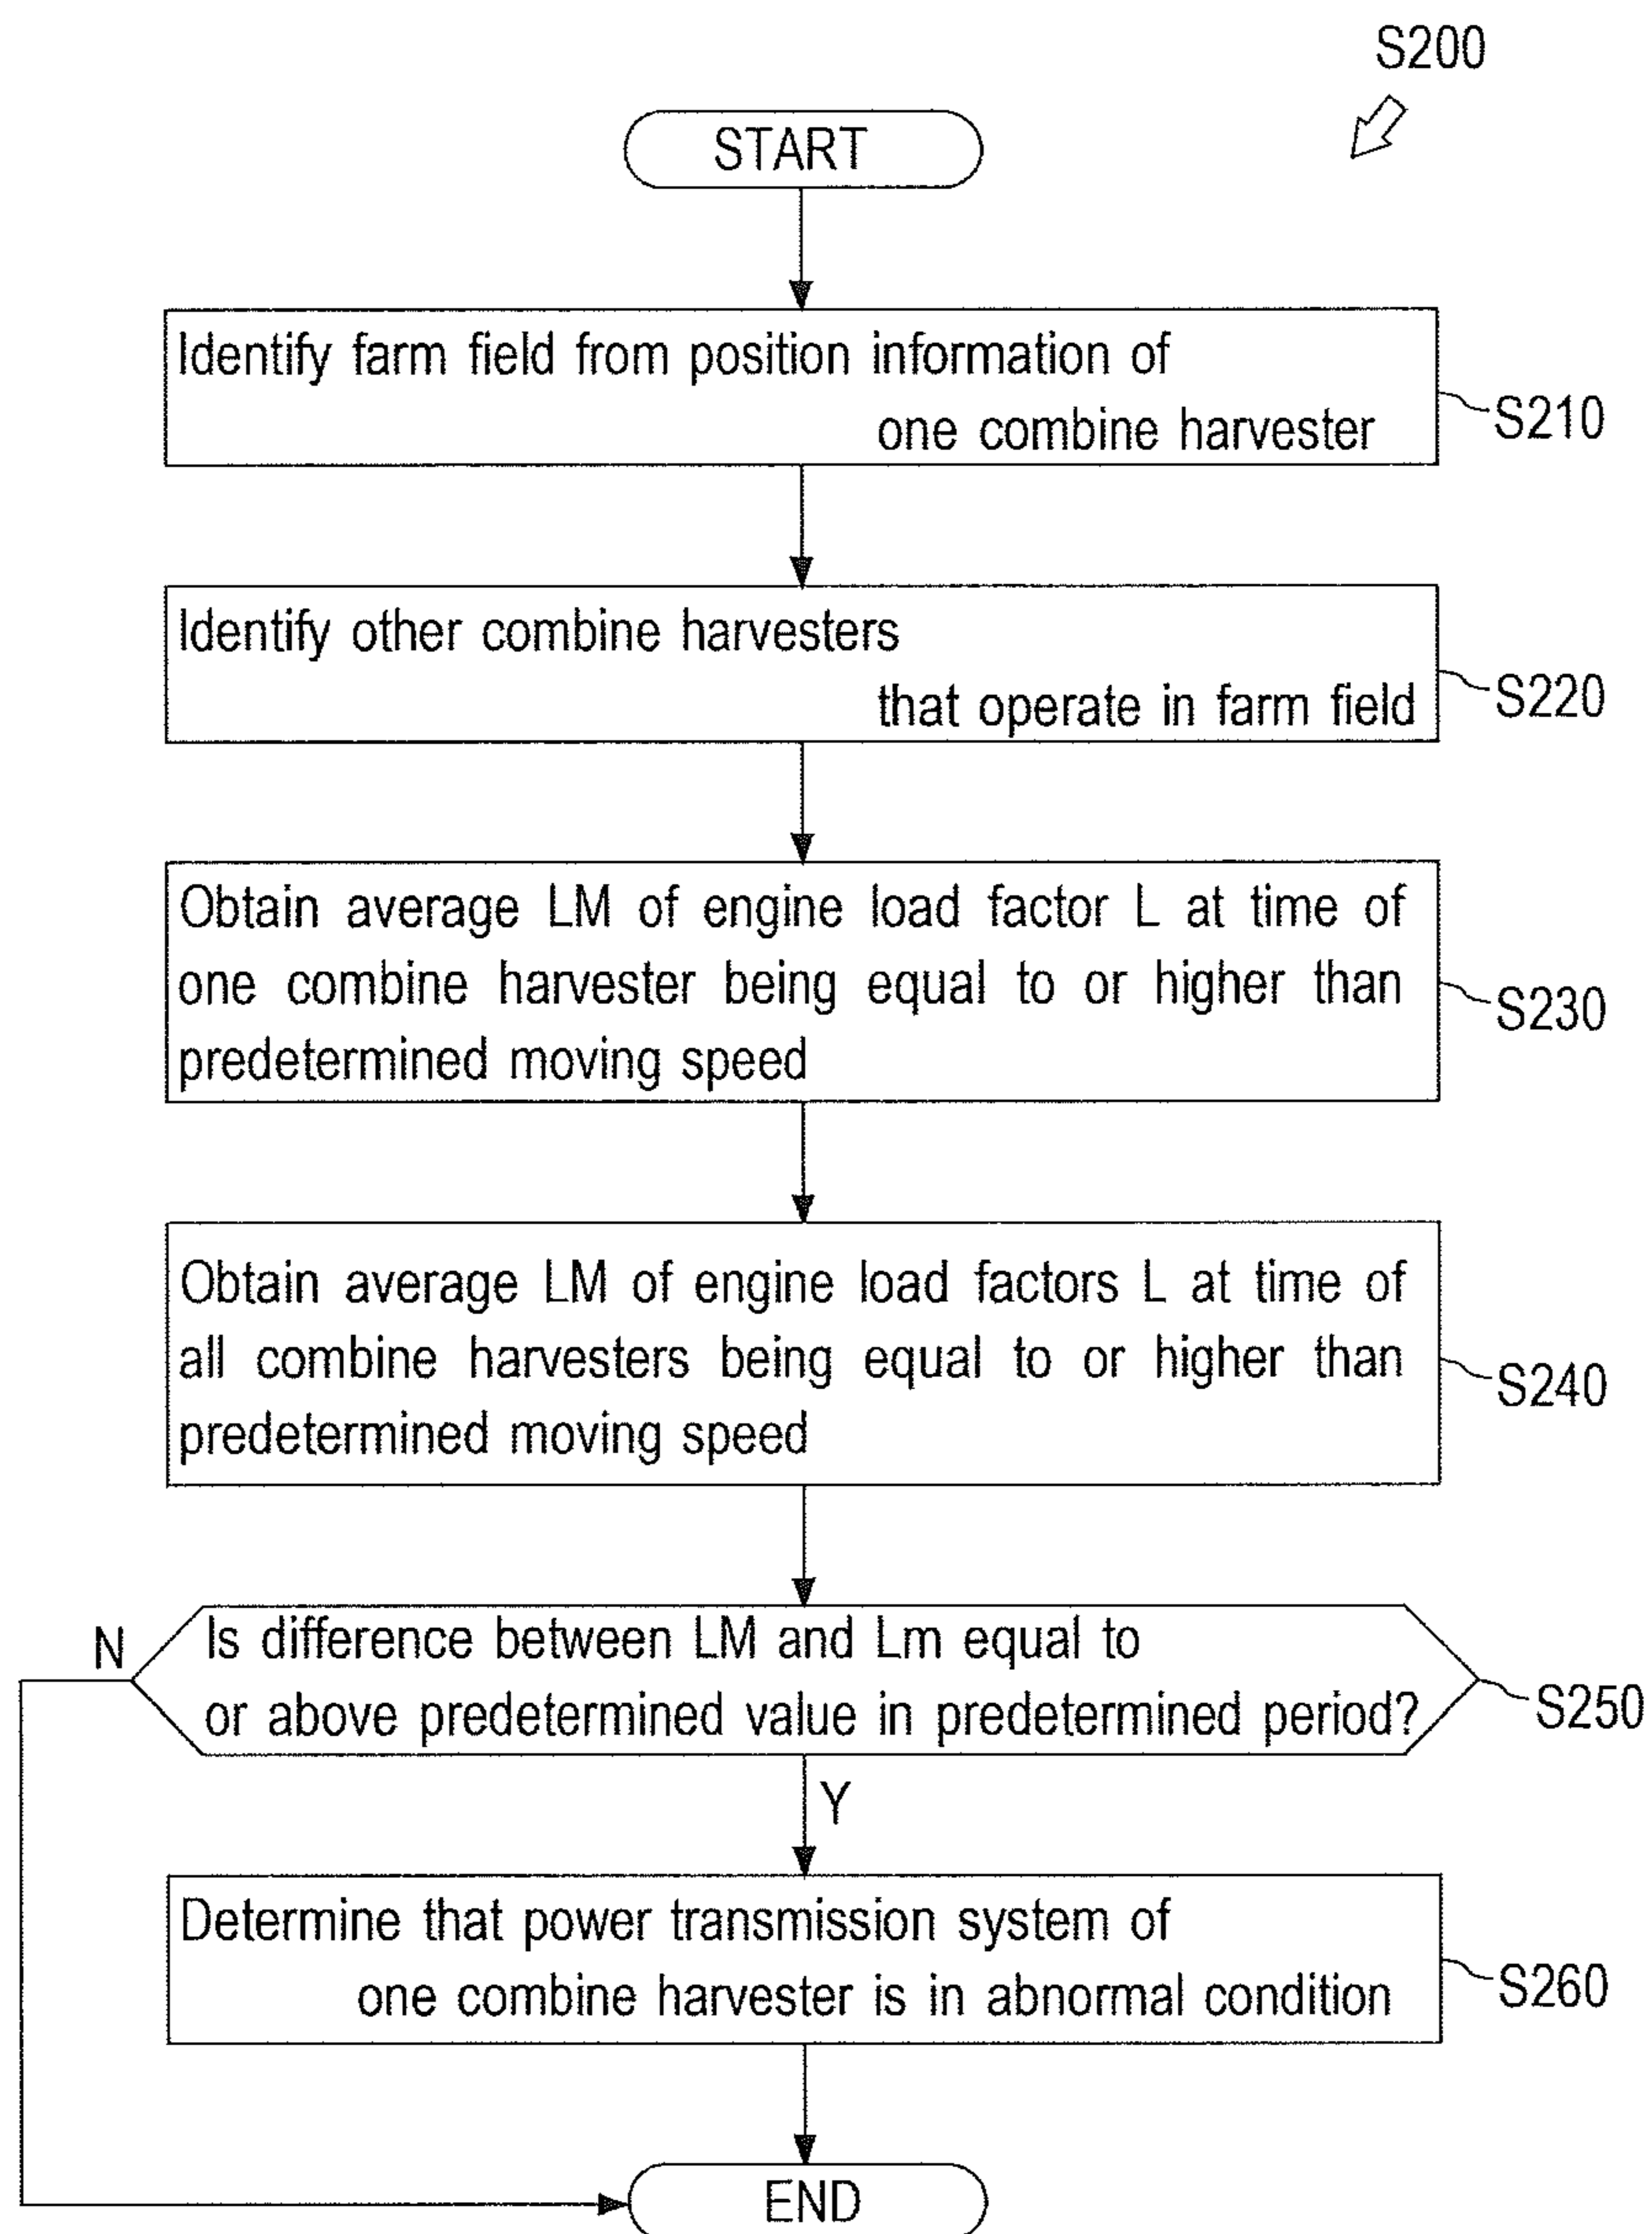 S200
START
Identify farm field from position information of
one combine harvester
S210
Identify other combine harvesters
that operate in farm field
S220
Obtain average LM of engine load factor L at time of
one combine harvester being equal to or higher than
predetermined moving speed
S230
Obtain average LM of engine load factors L at time of
all combine harvesters being equal to or higher than
predetermined moving speed
S240
N
Is difference between LM and Lm equal to
or above predetermined value in predetermined period?
S250
Y
Determine that power transmission system of
one combine harvester is in abnormal condition
S260
END